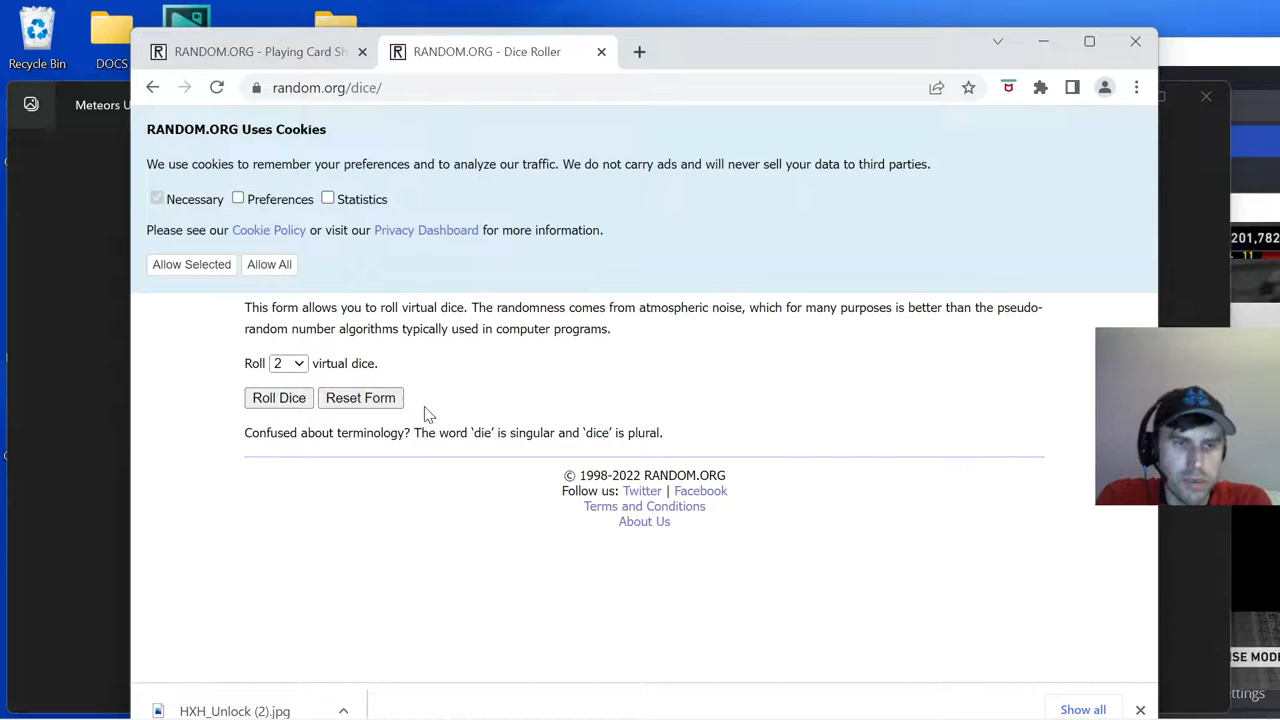 Recycle Bin
DOCS
Meteors U
RANDOM.ORG - Playing Card Sh
RANDOM.ORG - Dice Roller
random.org/dice/
RANDOM.ORG Uses Cookies
We use cookies to remember your preferences and to analyze our traffic. We do not carry ads and will never sell your data to third parties.
Necessary Preferences Statistics
Please see our Cookie Policy or visit our Privacy Dashboard for more information.
Allow Selected Allow All
This form allows you to roll virtual dice. The randomness comes from atmospheric noise, which for many purposes is better than the pseudo-
random number algorithms typically used in computer programs.
Roll 2 virtual dice.
Roll Dice Reset Form
Confused about terminology? The word ‘die’ is singular and ‘dice’ is plural.
© 1998-2022 RANDOM.ORG
Follow us: Twitter | Facebook
Terms and Conditions
About Us
201,782
11
SE MODE
ettings
HXH_Unlock (2).jpg
Show all